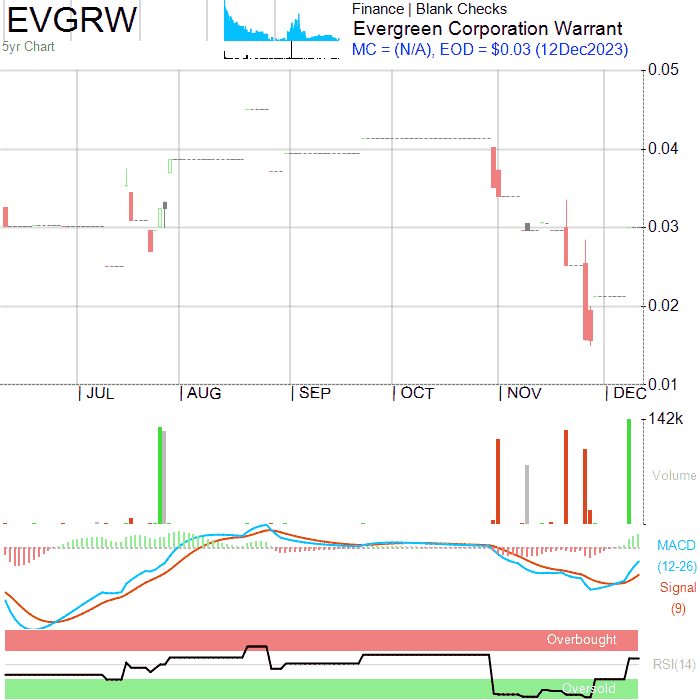 EVGRW
5yr Chart
Finance | Blank Checks
Evergreen Corporation Warrant
MC = (N/A), EOD = $0.03 (12Dec2023)
0.05
0.04
0.03
0.02
0.01
| JUL | AUG | SEP | OCT | NOV | DEC
142k
Volume
MACD
(12-26)
Signal
(9)
Overbought
RSI(14)
Oversold